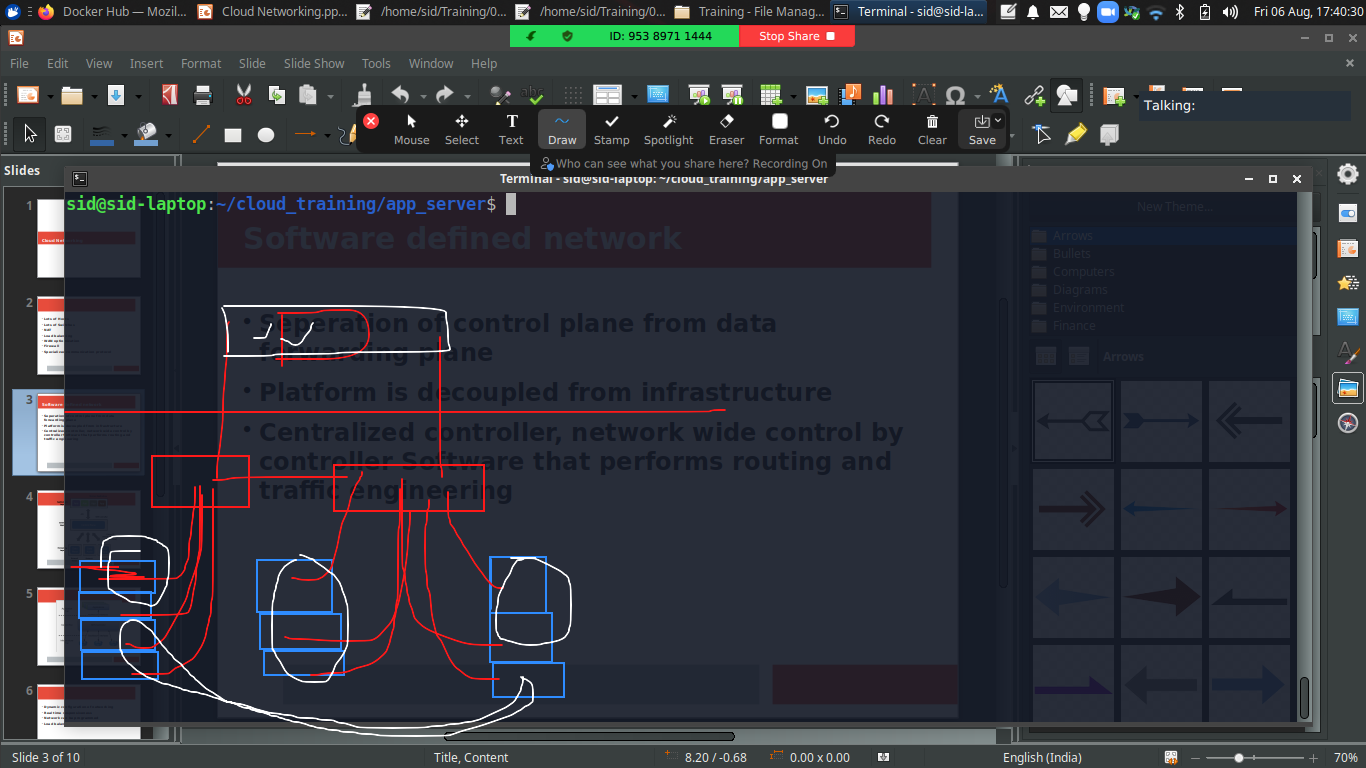 Docker Hub — Mozil...
Cloud Networking.pp...
/home/sid/Training/0...
/home/sid/Training/0...
Training - File Manag...
Terminal - sid@sid-la...
Fri 06 Aug, 17:40:30
ID: 953 8971 1444
Stop Share
File Edit View Insert Format Slide Slide Show Tools Window Help
Talking:
Mouse Select Text Draw Stamp Spotlight Eraser Format Undo Redo Clear Save
Who can see what you share here? Recording On
Slides
Terminal - sid@sid-laptop: ~/cloud_training/app_server
sid@sid-laptop:~/cloud_training/app_server$
1
2
3
4
5
6
Software defined network
• Seperation of control plane from data
forwarding plane
• Platform is decoupled from infrastructure
• Centralized controller, network wide control by
controller Software that performs routing and
traffic engineering
New Theme...
Arrows
Bullets
Computers
Diagrams
Environment
Finance
Arrows
Slide 3 of 10
Title, Content
8.20 / -0.68
0.00 x 0.00
English (India)
70%